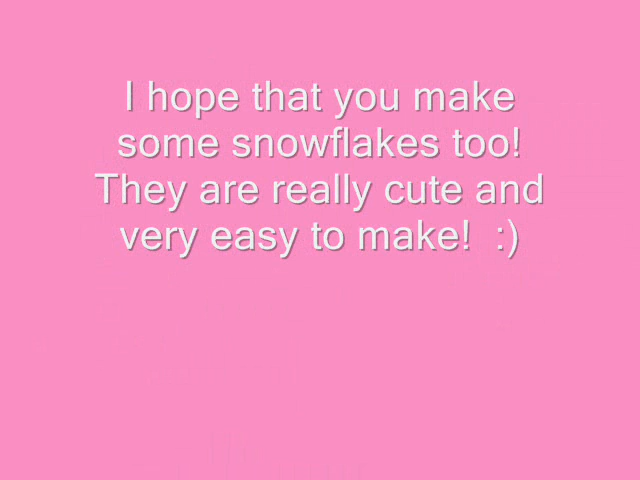 I hope that you make
some snowflakes too!
They are really cute and
very easy to make!  :)